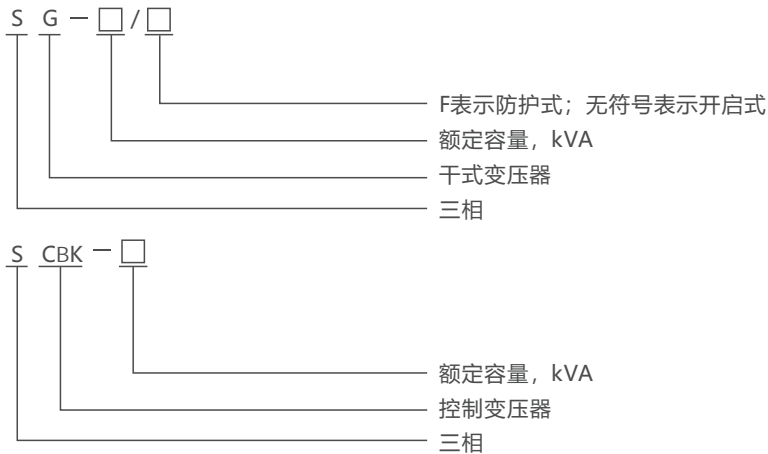 S G — □ / □
F表示防护式；无符号表示开启式
额定容量，kVA
干式变压器
三相
S CBK — □
额定容量，kVA
控制变压器
三相